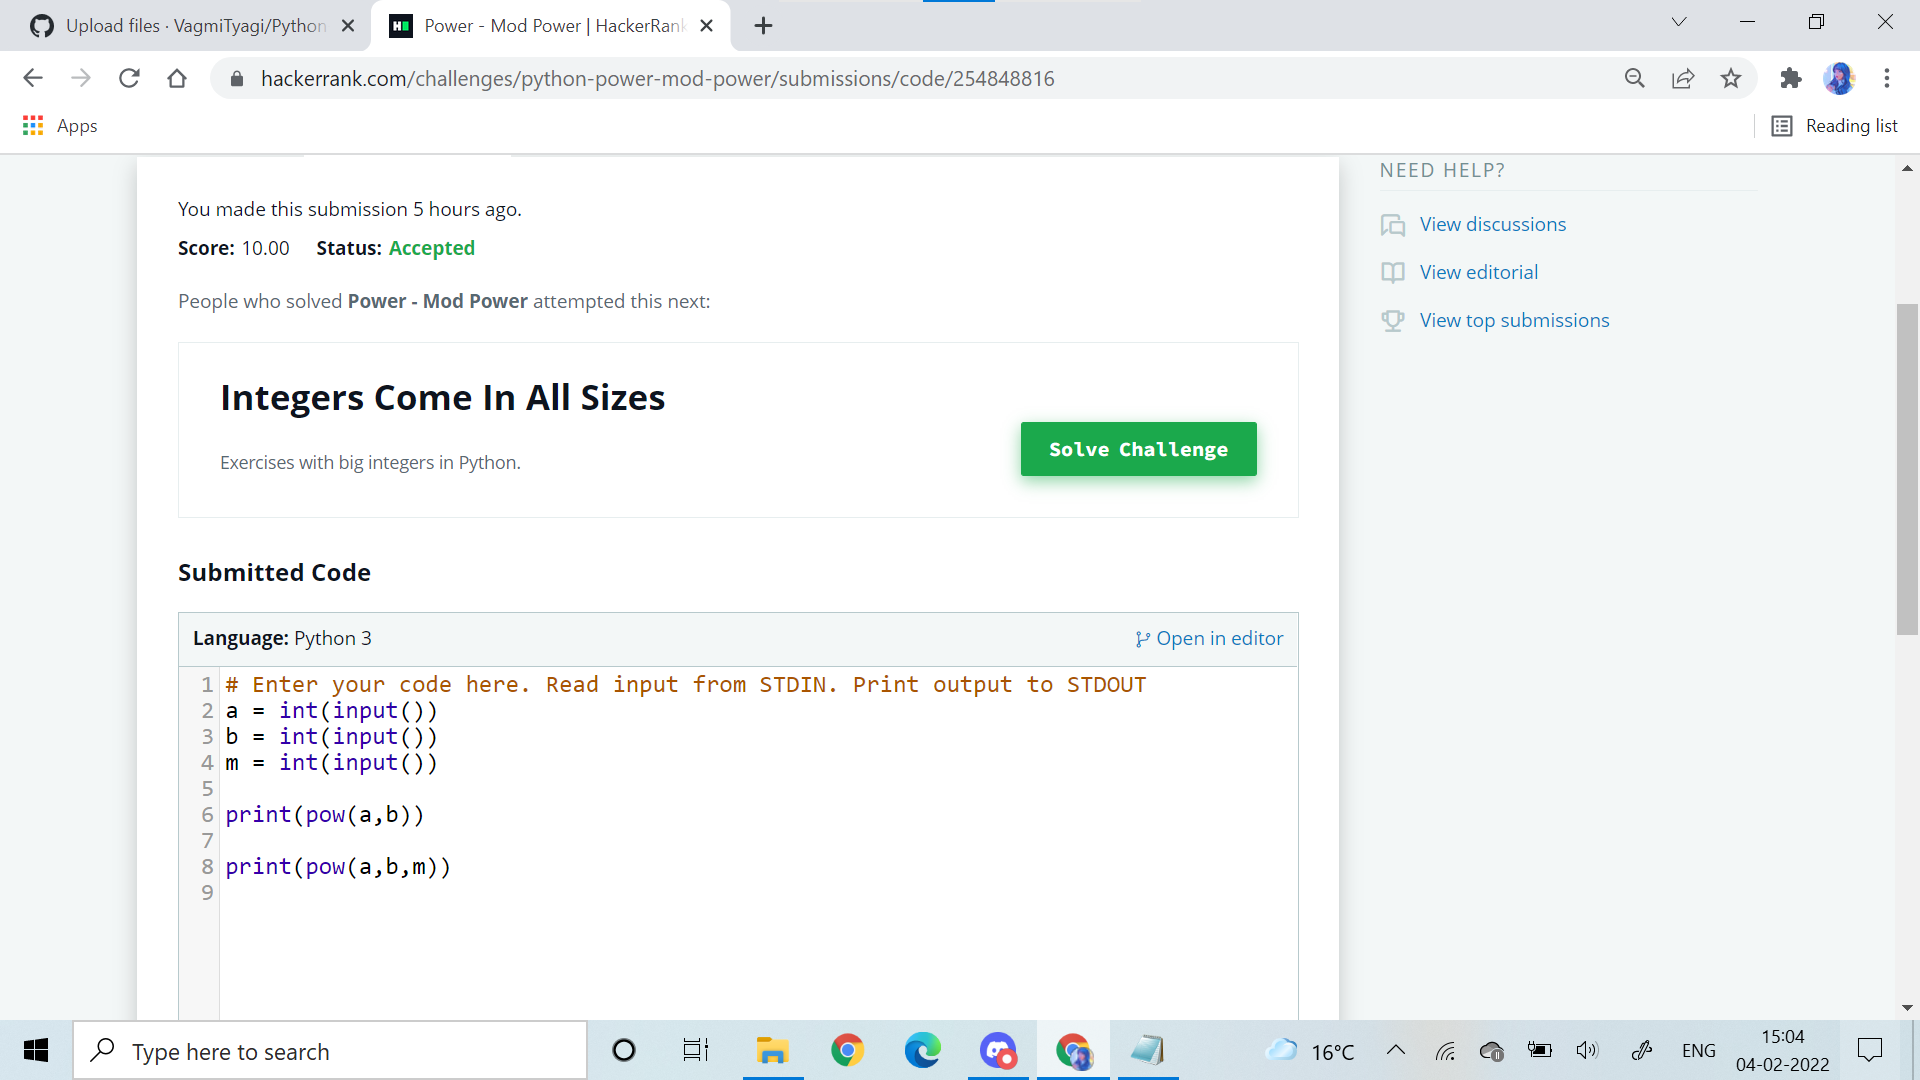 Upload files · VagmiTyagi/Python
Power - Mod Power | HackerRank
hackerrank.com/challenges/python-power-mod-power/submissions/code/254848816
Apps
Reading list
You made this submission 5 hours ago.
Score: 10.00 Status: Accepted
People who solved Power - Mod Power attempted this next:
Integers Come In All Sizes
Exercises with big integers in Python.
Solve Challenge
NEED HELP?
View discussions
View editorial
View top submissions
Submitted Code
Language: Python 3
Open in editor
1 # Enter your code here. Read input from STDIN. Print output to STDOUT
2 a = int(input())
3 b = int(input())
4 m = int(input())
5
6 print(pow(a,b))
7
8 print(pow(a,b,m))
9
Type here to search
16°C
ENG
15:04
04-02-2022